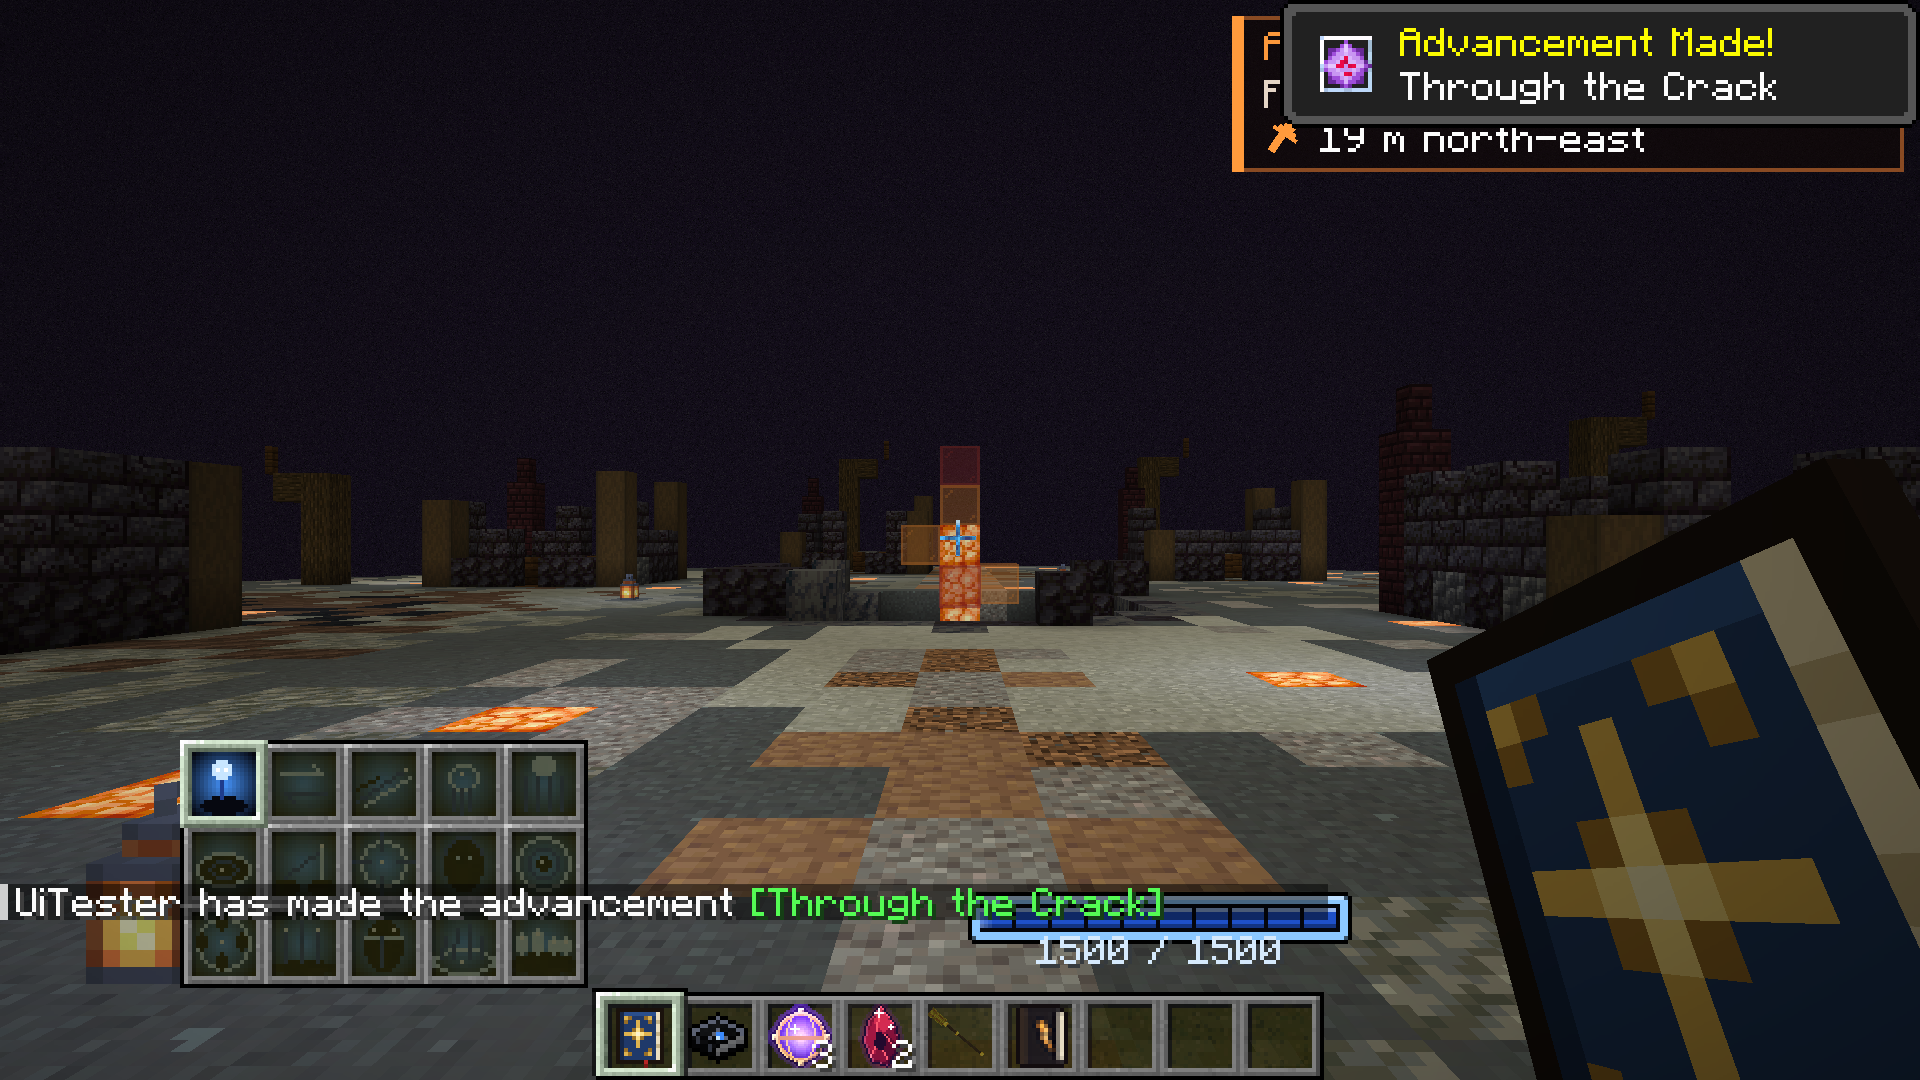 Advancement Made!
Through the Crack
19 m north-east
UiTester has made the advancement [Through the Crack]
1500 / 1500
3
2